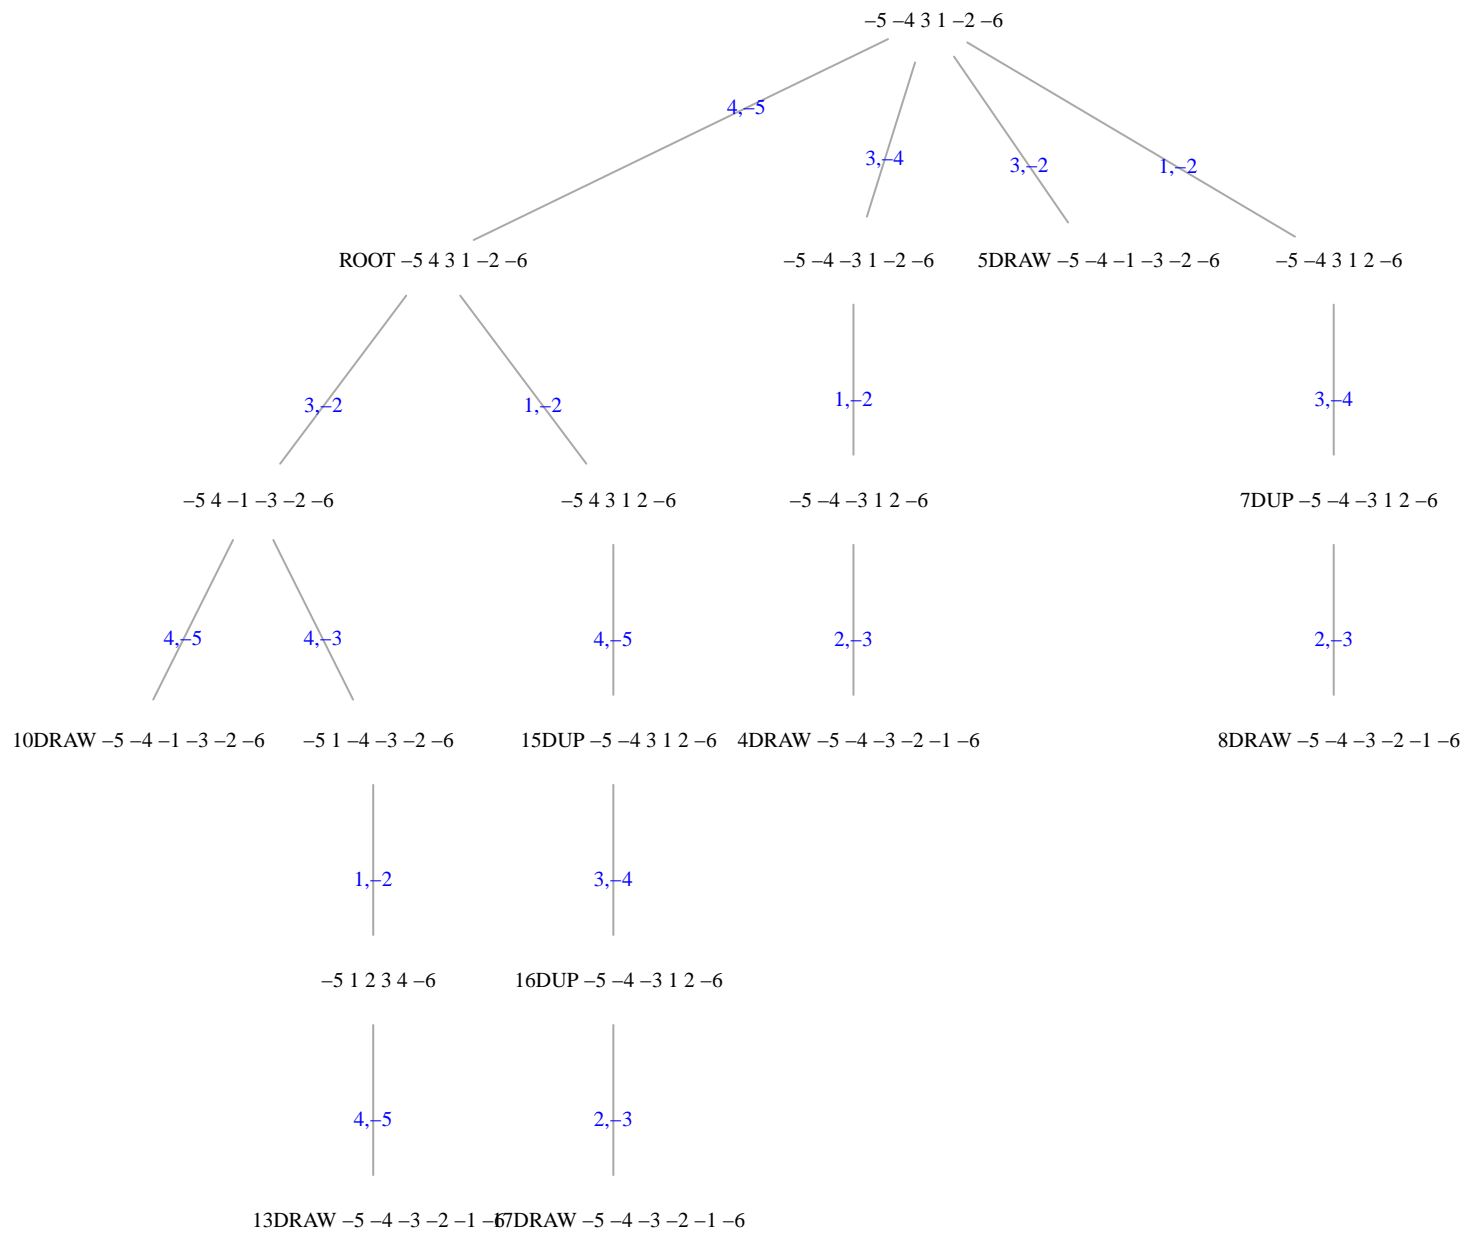 –5 –4 3 1 –2 –6
4,–5
3,–4
3,–2
1,–2
ROOT –5 4 3 1 –2 –6
–5 –4 –3 1 –2 –6
5DRAW –5 –4 –1 –3 –2 –6
–5 –4 3 1 2 –6
3,–2
1,–2
1,–2
3,–4
–5 4 –1 –3 –2 –6
–5 4 3 1 2 –6
–5 –4 –3 1 2 –6
7DUP –5 –4 –3 1 2 –6
4,–5
4,–3
4,–5
2,–3
2,–3
10DRAW –5 –4 –1 –3 –2 –6
–5 1 –4 –3 –2 –6
15DUP –5 –4 3 1 2 –6
4DRAW –5 –4 –3 –2 –1 –6
8DRAW –5 –4 –3 –2 –1 –6
1,–2
3,–4
–5 1 2 3 4 –6
16DUP –5 –4 –3 1 2 –6
4,–5
2,–3
13DRAW –5 –4 –3 –2 –1 –6
17DRAW –5 –4 –3 –2 –1 –6